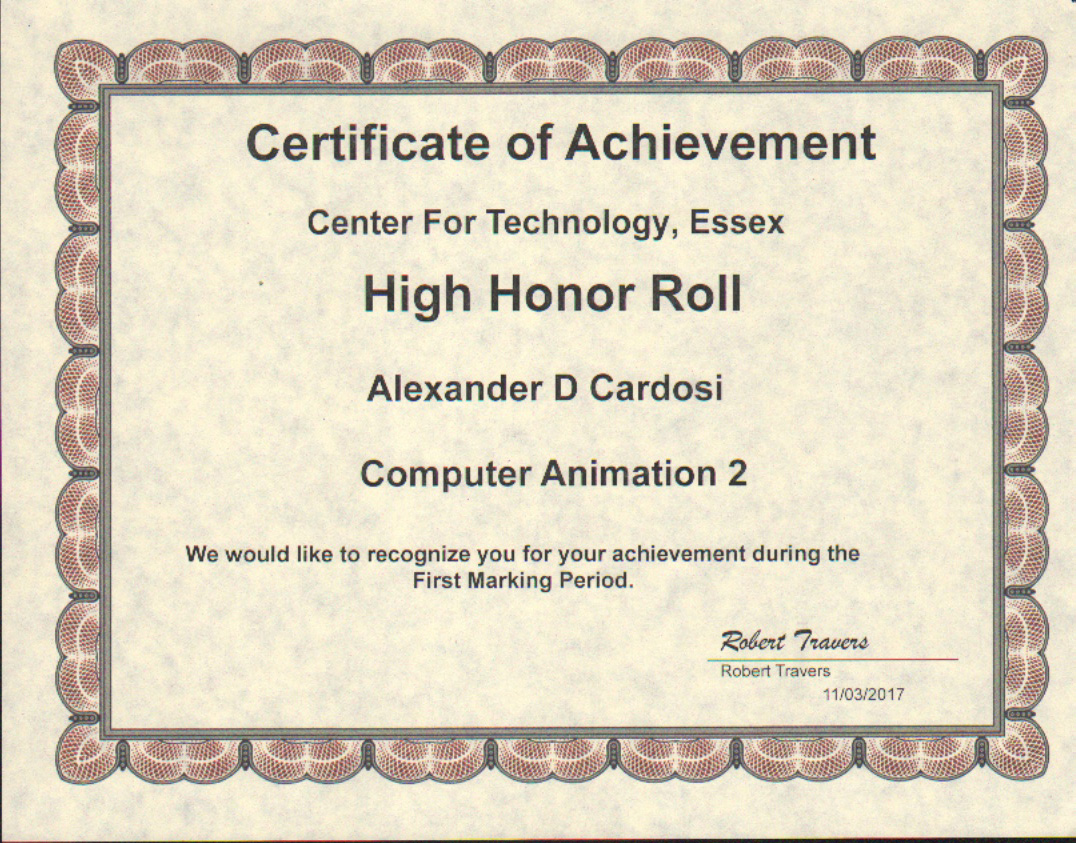 Certificate of Achievement
Center For Technology, Essex
High Honor Roll
Alexander D Cardosi
Computer Animation 2
We would like to recognize you for your achievement during the
First Marking Period.
Robert Travers
Robert Travers
11/03/2017